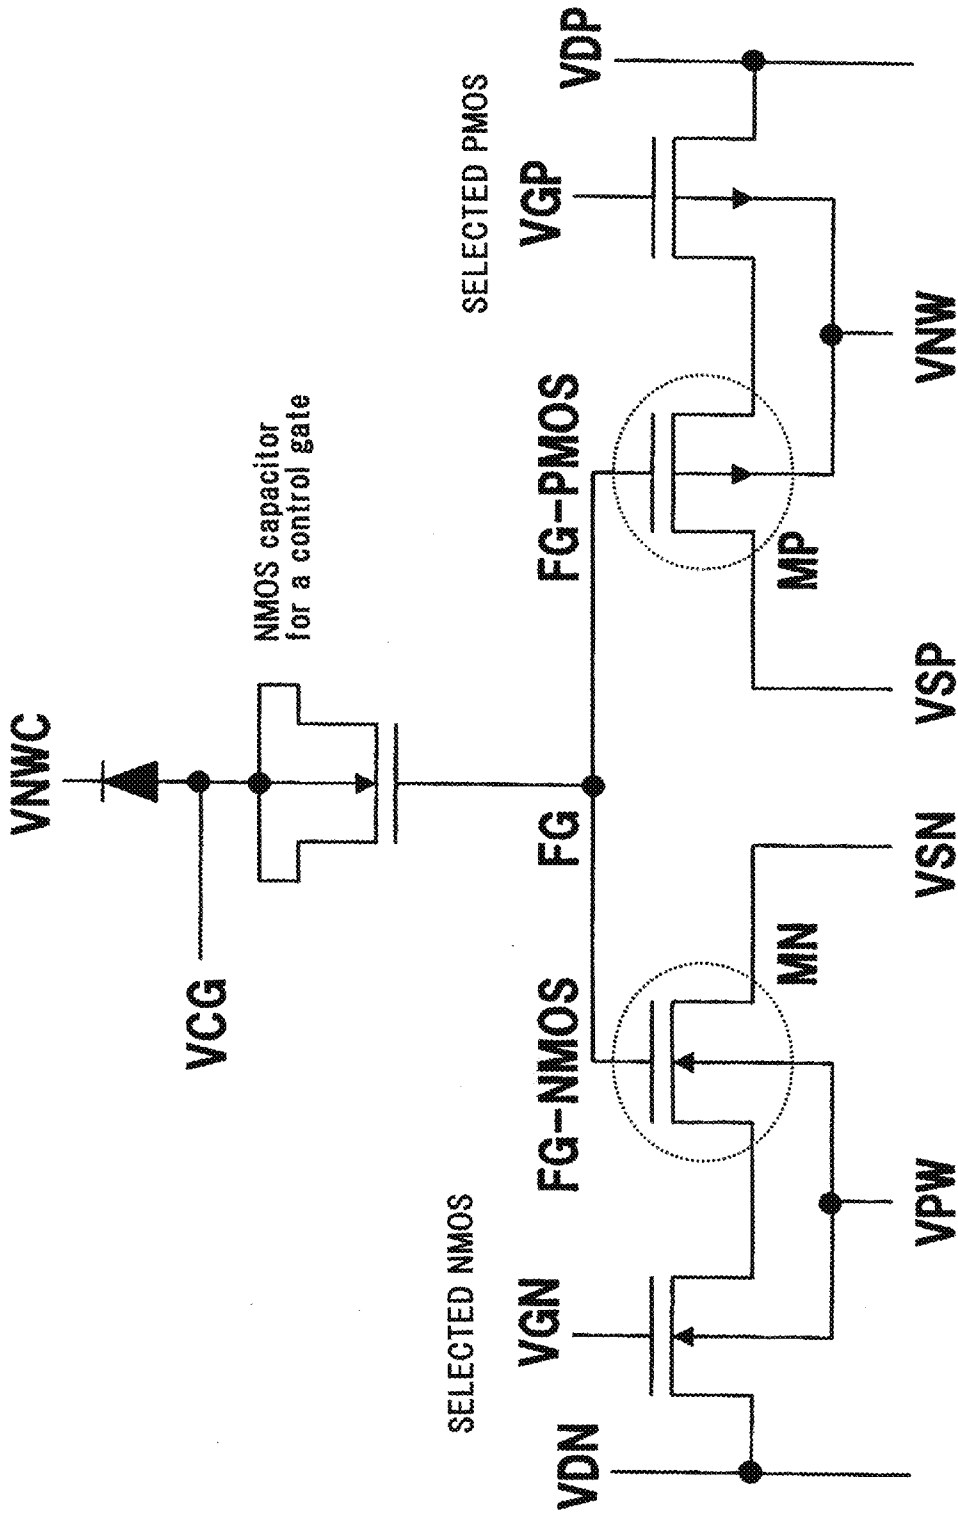 VNWC
VCG
NMOS capacitor
for a control gate
SELECTED NMOS
SELECTED PMOS
VDN
VGN
FG-NMOS
FG
FG-PMOS
VGP
VDP
MN
MP
VPW
VSN
VSP
VNW